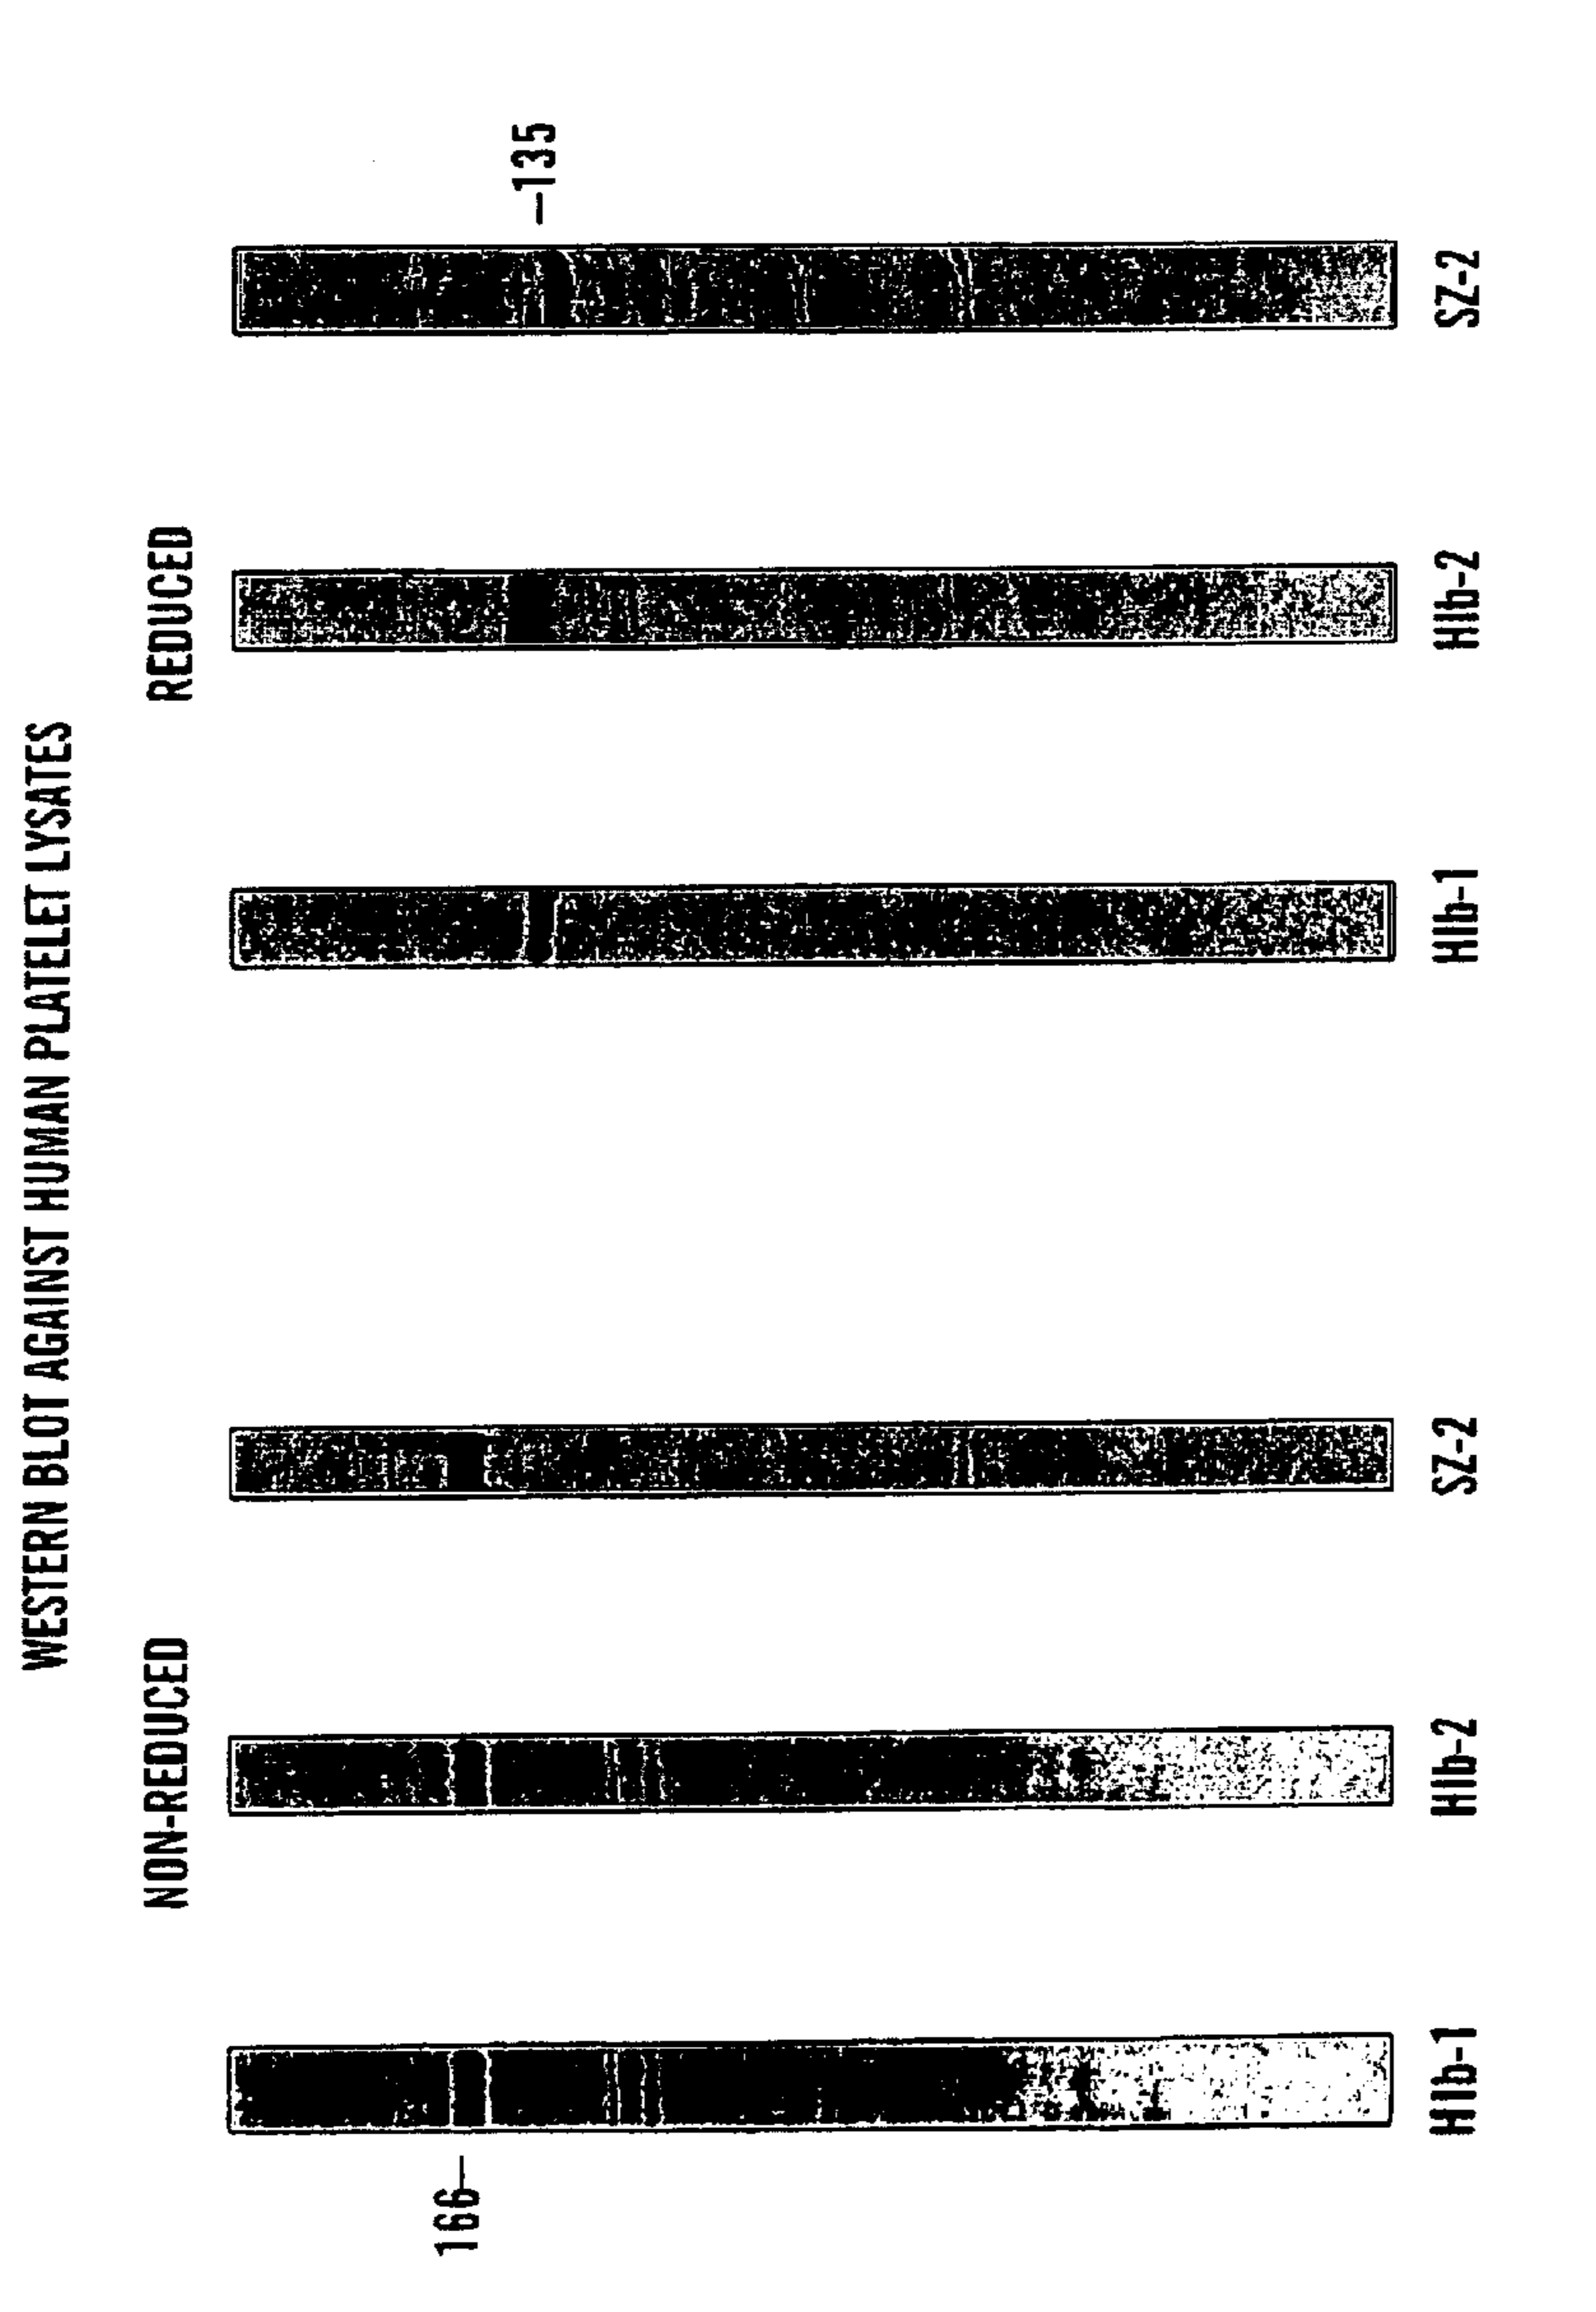 WESTERN BLOT AGAINST HUMAN PLATELET LYSATES
NON-REDUCED
REDUCED
166—
—135
HIb-1
HIb-2
SZ-2
HIb-1
HIb-2
SZ-2